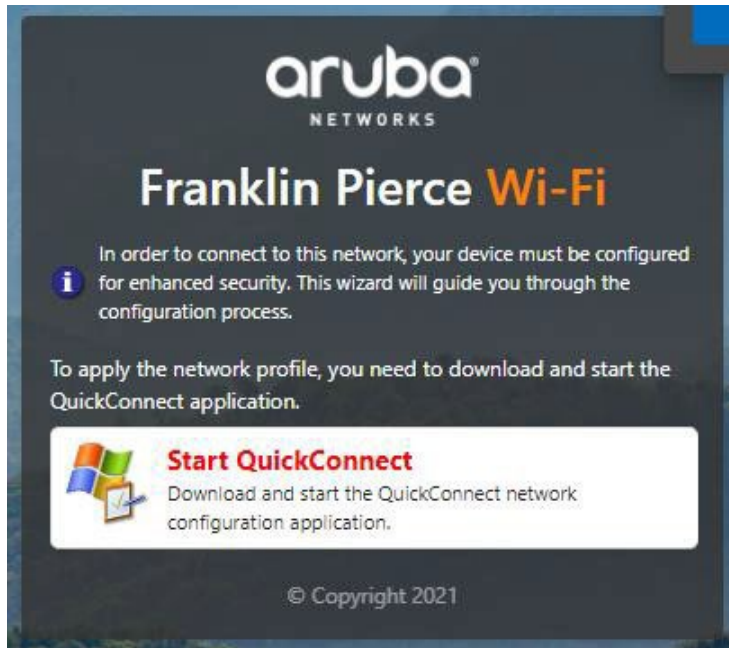 aruba
NETWORKS
Franklin Pierce Wi-Fi
In order to connect to this network, your device must be configured
for enhanced security. This wizard will guide you through the
configuration process.
To apply the network profile, you need to download and start the
QuickConnect application.
Start QuickConnect
Download and start the QuickConnect network
configuration application.
© Copyright 2021